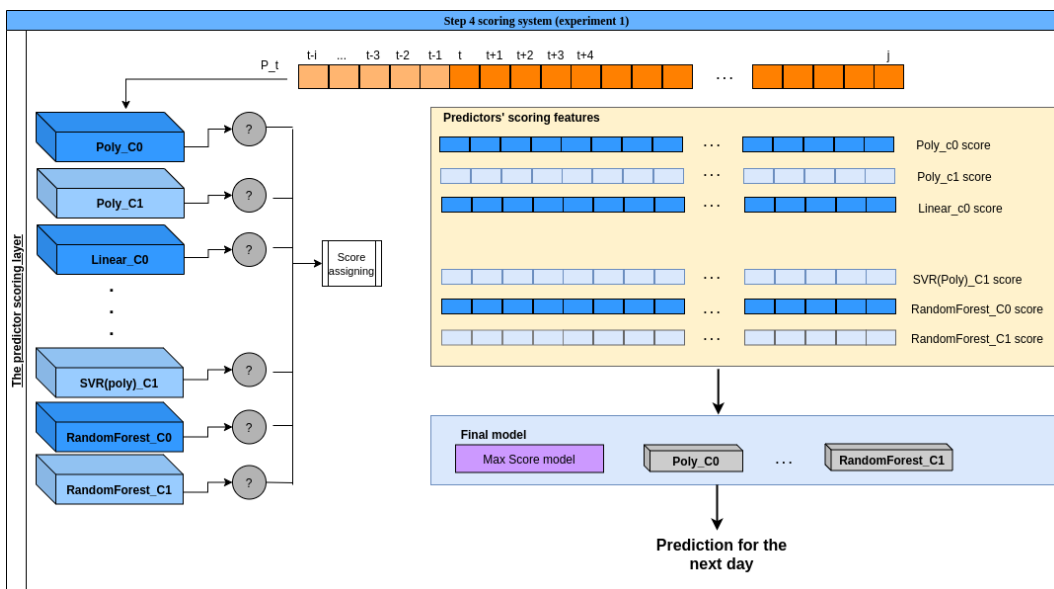 Step 4 scoring system (experiment 1)
The predictor scoring layer
P_t
t-i ... t-3 t-2 t-1 t t+1 t+2 t+3 t+4 j
...
Poly_C0
?
Poly_C1
?
Linear_C0
?
.
.
.
SVR(poly)_C1
?
RandomForest_C0
?
RandomForest_C1
?
Score
assigning
Predictors' scoring features
... Poly_c0 score
... Poly_c1 score
... Linear_c0 score
... SVR(Poly)_C1 score
... RandomForest_C0 score
... RandomForest_C1 score
Final model
Max Score model
Poly_C0
...
RandomForest_C1
Prediction for the
next day